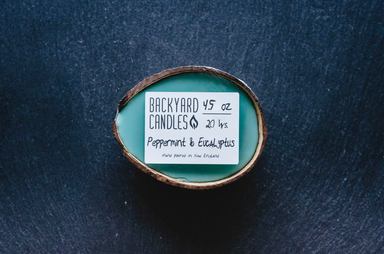 BACKYARD
CANDLES
4.5 oz
20 hrs.
Peppermint & Eucalyptus
Hand poured in New England